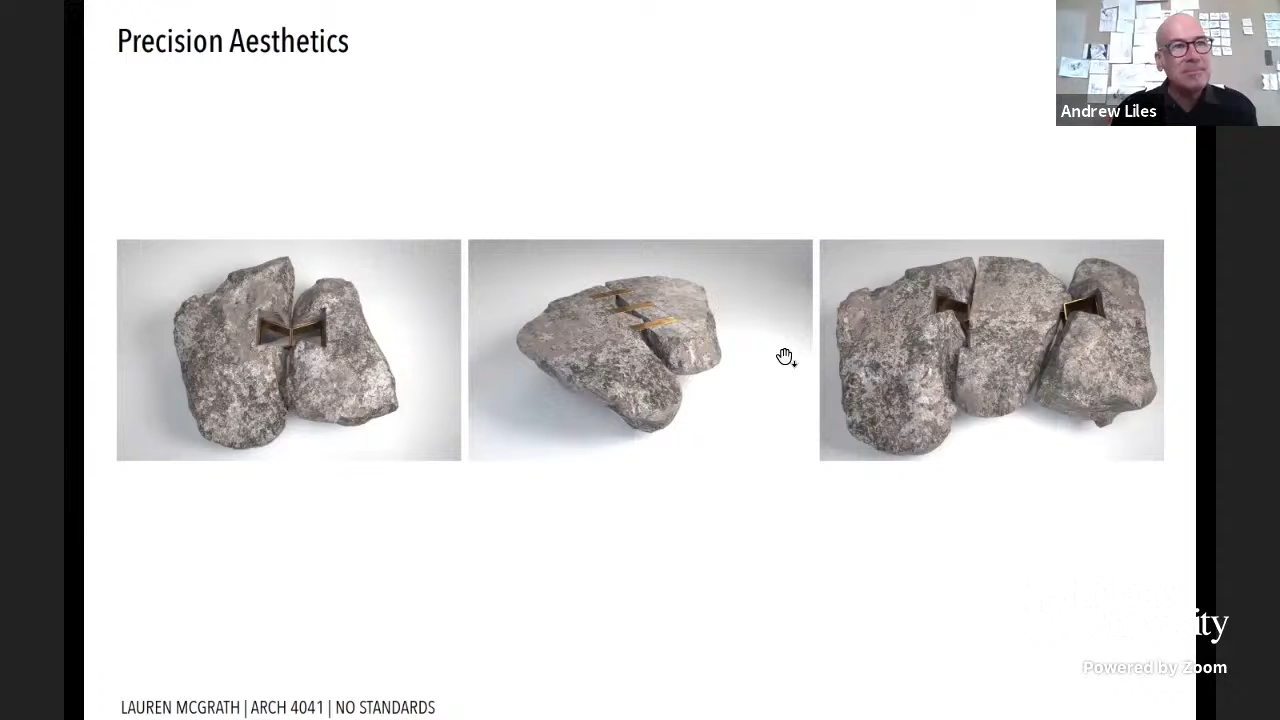 Precision Aesthetics
Andrew Liles
Powered by Zoom
LAUREN MCGRATH | ARCH 4041 | NO STANDARDS